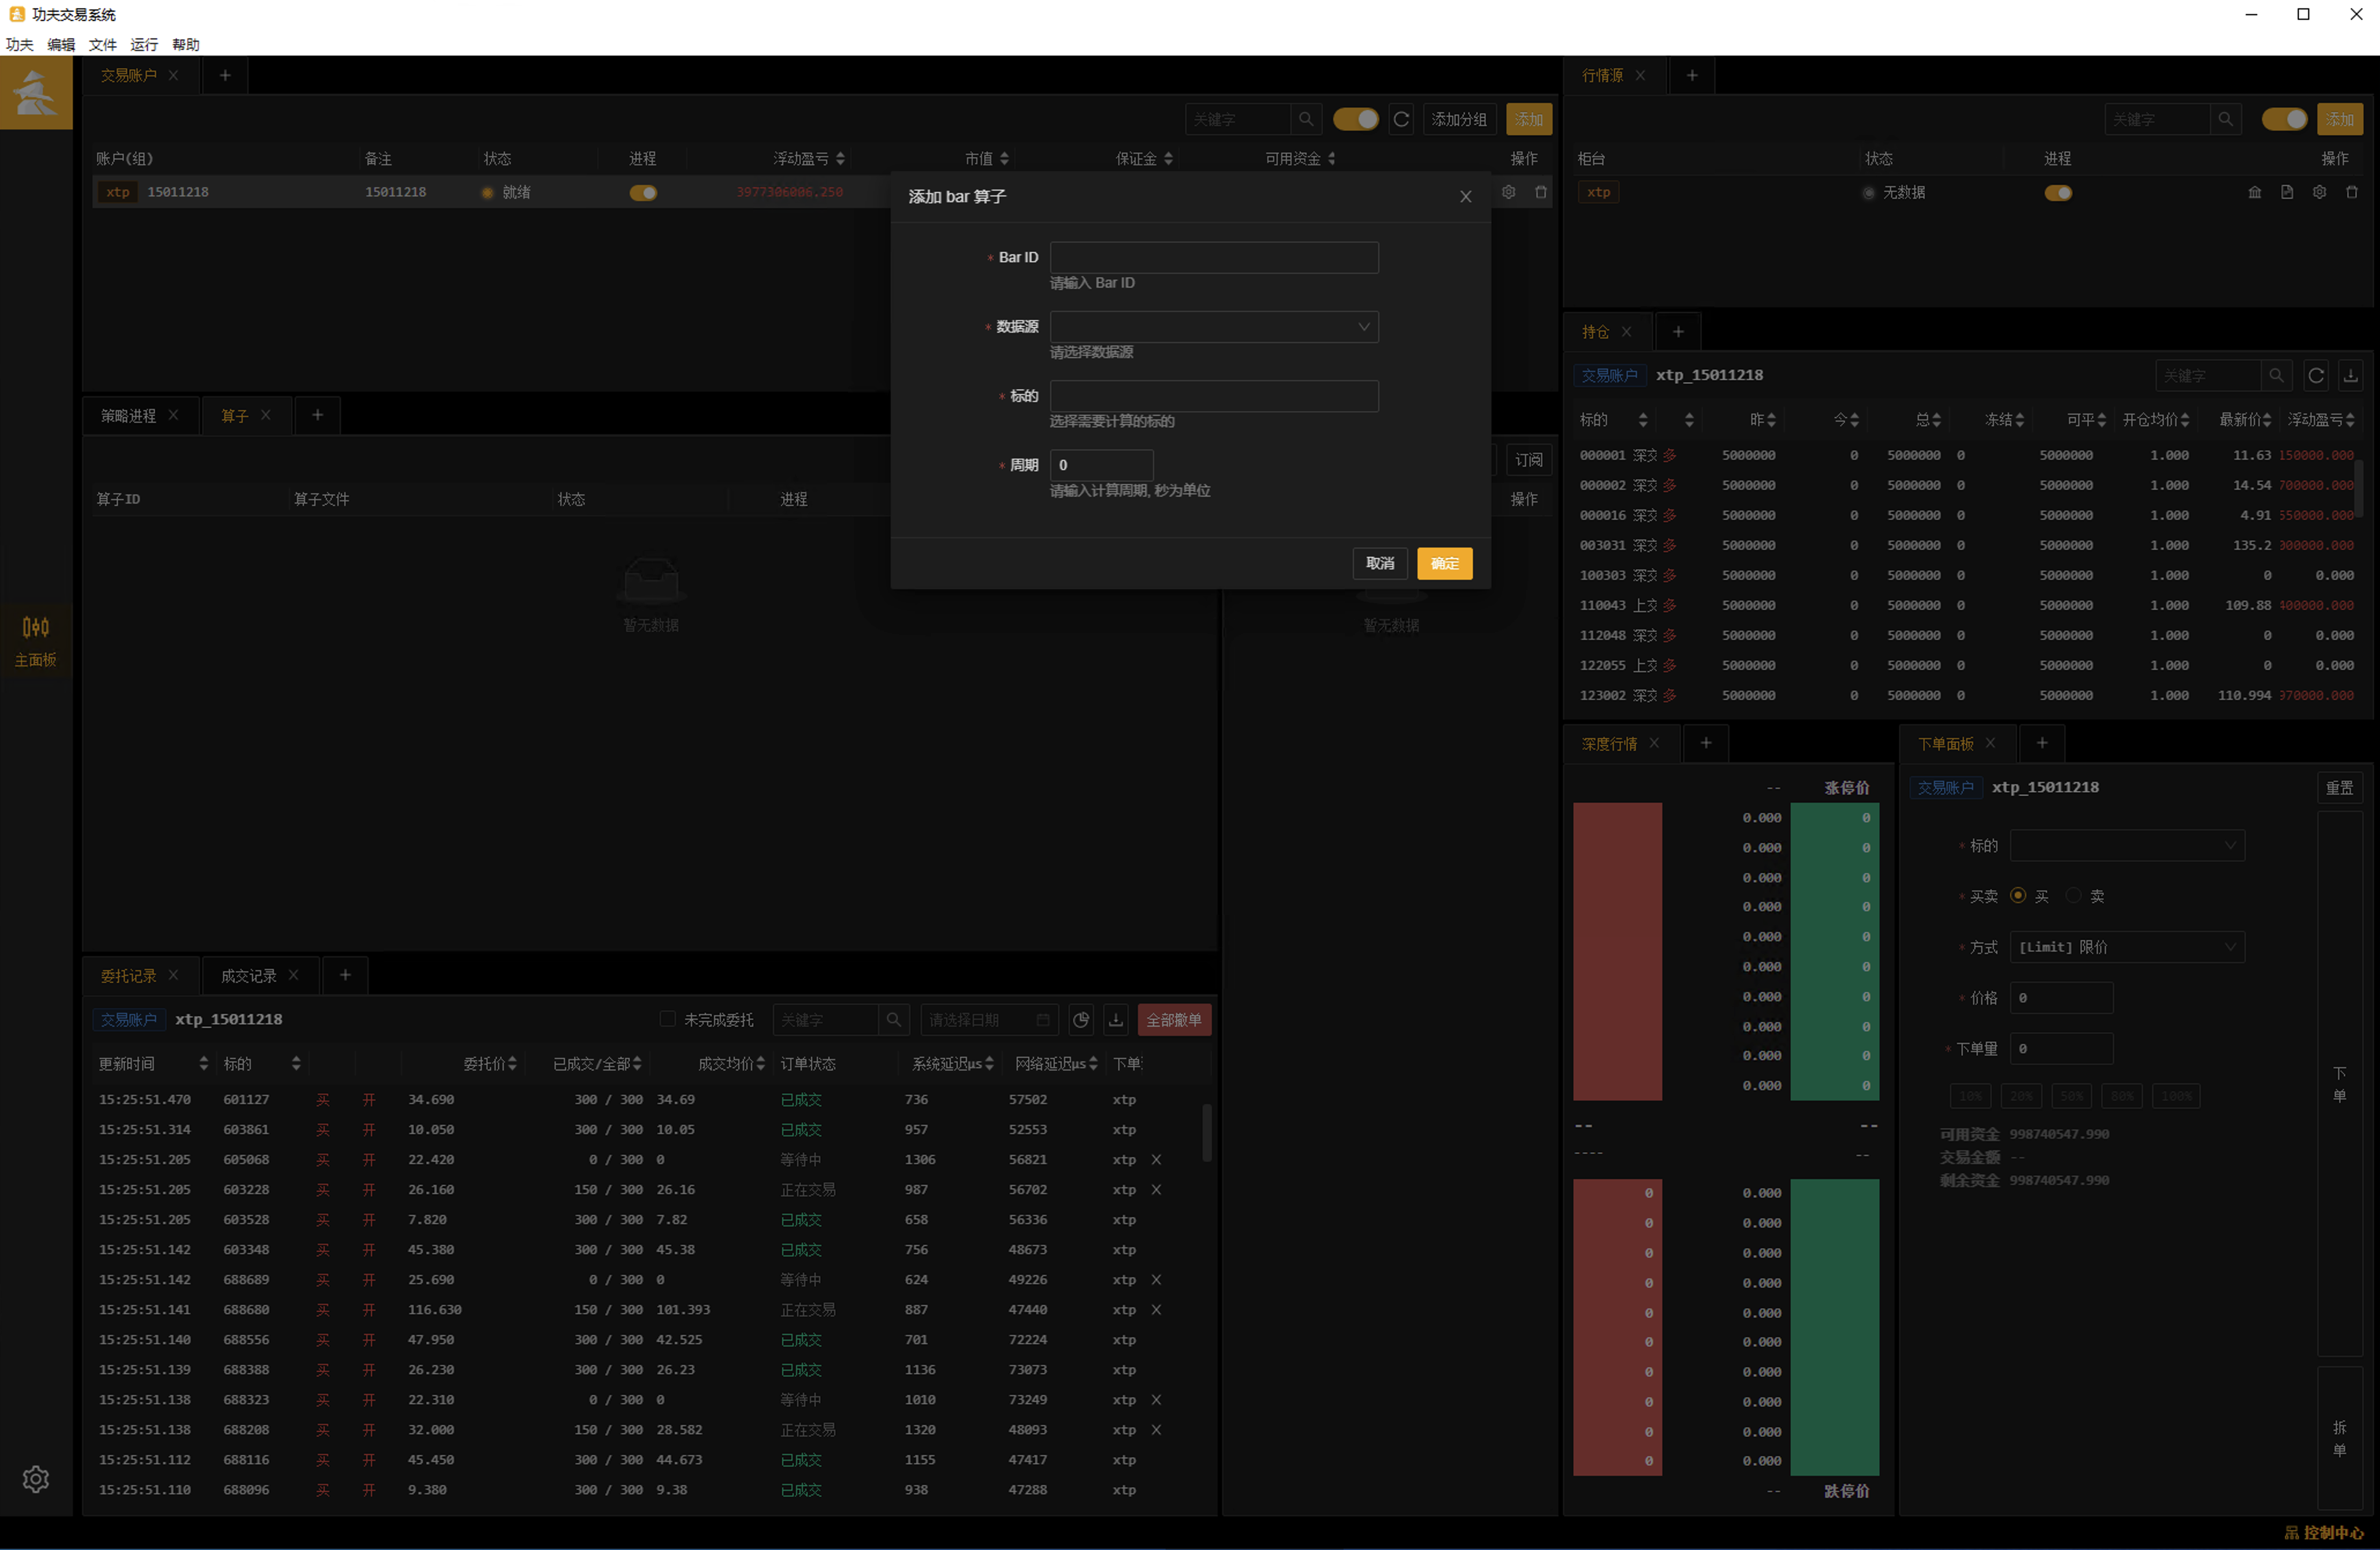 功夫交易系统
功夫 编辑 文件 运行 帮助
交易账户
关键字 添加分组 添加
账户(组) 备注 状态 进程 浮动盈亏 市值 保证金 可用资金 操作
xtp 15011218 15011218 就绪 3977306006.250
添加 bar 算子
* Bar ID
请输入 Bar ID
* 数据源
请选择数据源
* 标的
选择需要计算的标的
* 周期 0
请输入计算周期, 秒为单位
取消 确定
策略进程 算子
订阅
算子ID 算子文件 状态 进程 操作
暂无数据 暂无数据
主面板
委托记录 成交记录
交易账户 xtp_15011218 未完成委托 关键字 请选择日期 全部撤单
更新时间 标的 委托价 已成交/全部 成交均价 订单状态 系统延迟μs 网络延迟μs 下单
15:25:51.470 601127 买 开 34.690 300 / 300 34.69 已成交 736 57502 xtp
15:25:51.314 603861 买 开 10.050 300 / 300 10.05 已成交 957 52553 xtp
15:25:51.205 605068 买 开 22.420 0 / 300 0 等待中 1306 56821 xtp
15:25:51.205 603228 买 开 26.160 150 / 300 26.16 正在交易 987 56702 xtp
15:25:51.205 603528 买 开 7.820 300 / 300 7.82 已成交 658 56336 xtp
15:25:51.142 603348 买 开 45.380 300 / 300 45.38 已成交 756 48673 xtp
15:25:51.142 688689 买 开 25.690 0 / 300 0 等待中 624 49226 xtp
15:25:51.141 688680 买 开 116.630 150 / 300 101.393 正在交易 887 47440 xtp
15:25:51.140 688556 买 开 47.950 300 / 300 42.525 已成交 701 72224 xtp
15:25:51.139 688388 买 开 26.230 300 / 300 26.23 已成交 1136 73073 xtp
15:25:51.138 688323 买 开 22.310 0 / 300 0 等待中 1010 73249 xtp
15:25:51.138 688208 买 开 32.000 150 / 300 28.582 正在交易 1320 48093 xtp
15:25:51.112 688116 买 开 45.450 300 / 300 44.673 已成交 1155 47417 xtp
15:25:51.110 688096 买 开 9.380 300 / 300 9.38 已成交 938 47288 xtp
行情源
关键字 添加
柜台 状态 进程 操作
xtp 无数据
持仓
交易账户 xtp_15011218 关键字
标的 昨 今 总 冻结 可平 开仓均价 最新价 浮动盈亏
000001 深交 多 5000000 0 5000000 0 5000000 1.000 11.63 150000.000
000002 深交 多 5000000 0 5000000 0 5000000 1.000 14.54 700000.000
000016 深交 多 5000000 0 5000000 0 5000000 1.000 4.91 550000.000
003031 深交 多 5000000 0 5000000 0 5000000 1.000 135.2 000000.000
100303 深交 多 5000000 0 5000000 0 5000000 1.000 0 0.000
110043 上交 多 5000000 0 5000000 0 5000000 1.000 109.88 400000.000
112048 深交 多 5000000 0 5000000 0 5000000 1.000 0 0.000
122055 上交 多 5000000 0 5000000 0 5000000 1.000 0 0.000
123002 深交 多 5000000 0 5000000 0 5000000 1.000 110.994 970000.000
深度行情
-- 涨停价
0.000 0
0.000 0
0.000 0
0.000 0
0.000 0
0.000 0
0.000 0
0.000 0
0.000 0
0.000 0
-- --
---- --
0 0.000
0 0.000
0 0.000
0 0.000
0 0.000
0 0.000
0 0.000
0 0.000
0 0.000
0 0.000
-- 跌停价
下单面板
交易账户 xtp_15011218 重置
* 标的
* 买卖 买 卖
* 方式 [Limit] 限价
* 价格 0
* 下单量 0
10% 20% 50% 80% 100%
可用资金 998740547.990
交易金额 --
剩余资金 998740547.990
下单
拆单
控制中心